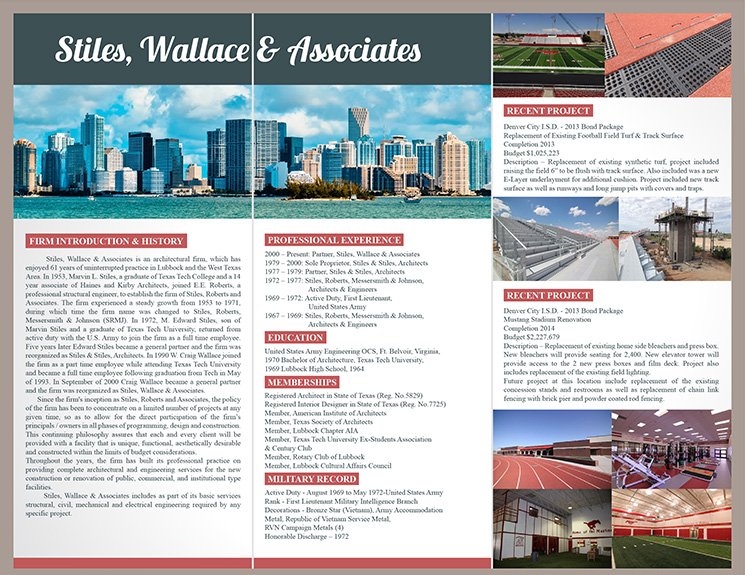 Stiles, Wallace & Associates
FIRM INTRODUCTION & HISTORY
Stiles, Wallace & Associates is an architectural firm, which has
enjoyed 61 years of uninterrupted practice in Lubbock and the West Texas
Area. In 1953, Marvin L. Stiles, a graduate of Texas Tech College and a 14
year associate of Haines and Kirby Architects, joined E.E. Roberts, a
professional structural engineer, to establish the firm of Stiles, Roberts and
Associates. The firm experienced a steady growth from 1953 to 1971,
during which time the firm name was changed to Stiles, Roberts,
Messersmith & Johnson (SRMJ). In 1972, M. Edward Stiles, son of
Marvin Stiles and a graduate of Texas Tech University, returned from
active duty with the U.S. Army to join the firm as a full time employee.
Five years later Edward Stiles became a general partner and the firm was
reorganized as Stiles & Stiles, Architects. In 1990 W. Craig Wallace joined
the firm as a part time employee while attending Texas Tech University
and became a full time employee following graduation from Tech in May
of 1993. In September of 2000 Craig Wallace became a general partner
and the firm was reorganized as Stiles, Wallace & Associates.
Since the firm's inception as Stiles, Roberts and Associates, the policy
of the firm has been to concentrate on a limited number of projects at any
given time, so as to allow for the direct participation of the firm's
principals / owners in all phases of programming, design and construction.
This continuing philosophy assures that each and every client will be
provided with a facility that is unique, functional, aesthetically desirable
and constructed within the limits of budget considerations.
Throughout the years, the firm has built its professional practice on
providing complete architectural and engineering services for the new
construction or renovation of public, commercial, and institutional type
facilities.
Stiles, Wallace & Associates includes as part of its basic services
structural, civil, mechanical and electrical engineering required by any
specific project.
PROFESSIONAL EXPERIENCE
2000 – Present: Partner, Stiles, Wallace & Associates
1979 – 2000: Sole Proprietor, Stiles & Stiles, Architects
1977 – 1979: Partner, Stiles & Stiles, Architects
1972 – 1977: Stiles, Roberts, Messersmith & Johnson,
Architects & Engineers
1969 – 1972: Active Duty, First Lieutenant,
United States Army
1967 – 1969: Stiles, Roberts, Messersmith & Johnson,
Architects & Engineers
EDUCATION
United States Army Engineering OCS, Ft. Belvoir, Virginia,
1970 Bachelor of Architecture, Texas Tech University,
1969 Lubbock High School, 1964
MEMBERSHIPS
Registered Architect in State of Texas (Reg. No.5829)
Registered Interior Designer in State of Texas (Reg. No.7725)
Member, American Institute of Architects
Member, Texas Society of Architects
Member, Lubbock Chapter AIA
Member, Texas Tech University Ex-Students Association
& Century Club
Member, Rotary Club of Lubbock
Member, Lubbock Cultural Affairs Council
MILITARY RECORD
Active Duty - August 1969 to May 1972-United States Army
Rank - First Lieutenant Military Intelligence Branch
Decorations - Bronze Star (Vietnam), Army Accommodation
Metal, Republic of Vietnam Service Metal,
RVN Campaign Metals (4)
Honorable Discharge – 1972
RECENT PROJECT
Denver City I.S.D. - 2013 Bond Package
Replacement of Existing Football Field Turf & Track Surface
Completion 2013
Budget $1,025,223
Description – Replacement of existing synthetic turf, project included
raising the field 6" to be flush with track surface. Also included was a new
E-Layer underlayment for additional cushion. Project included new track
surface as well as runways and long jump pits with covers and traps.
RECENT PROJECT
Denver City I.S.D. - 2013 Bond Package
Mustang Stadium Renovation
Completion 2014
Budget $2,227,679
Description – Replacement of existing home side bleachers and press box.
New bleachers will provide seating for 2,400. New elevator tower will
provide access to the 2 new press boxes and film deck. Project also
includes replacement of the existing field lighting.
Future project at this location include replacement of the existing
concession stands and restrooms as well as replacement of chain link
fencing with brick pier and powder coated rod fencing.